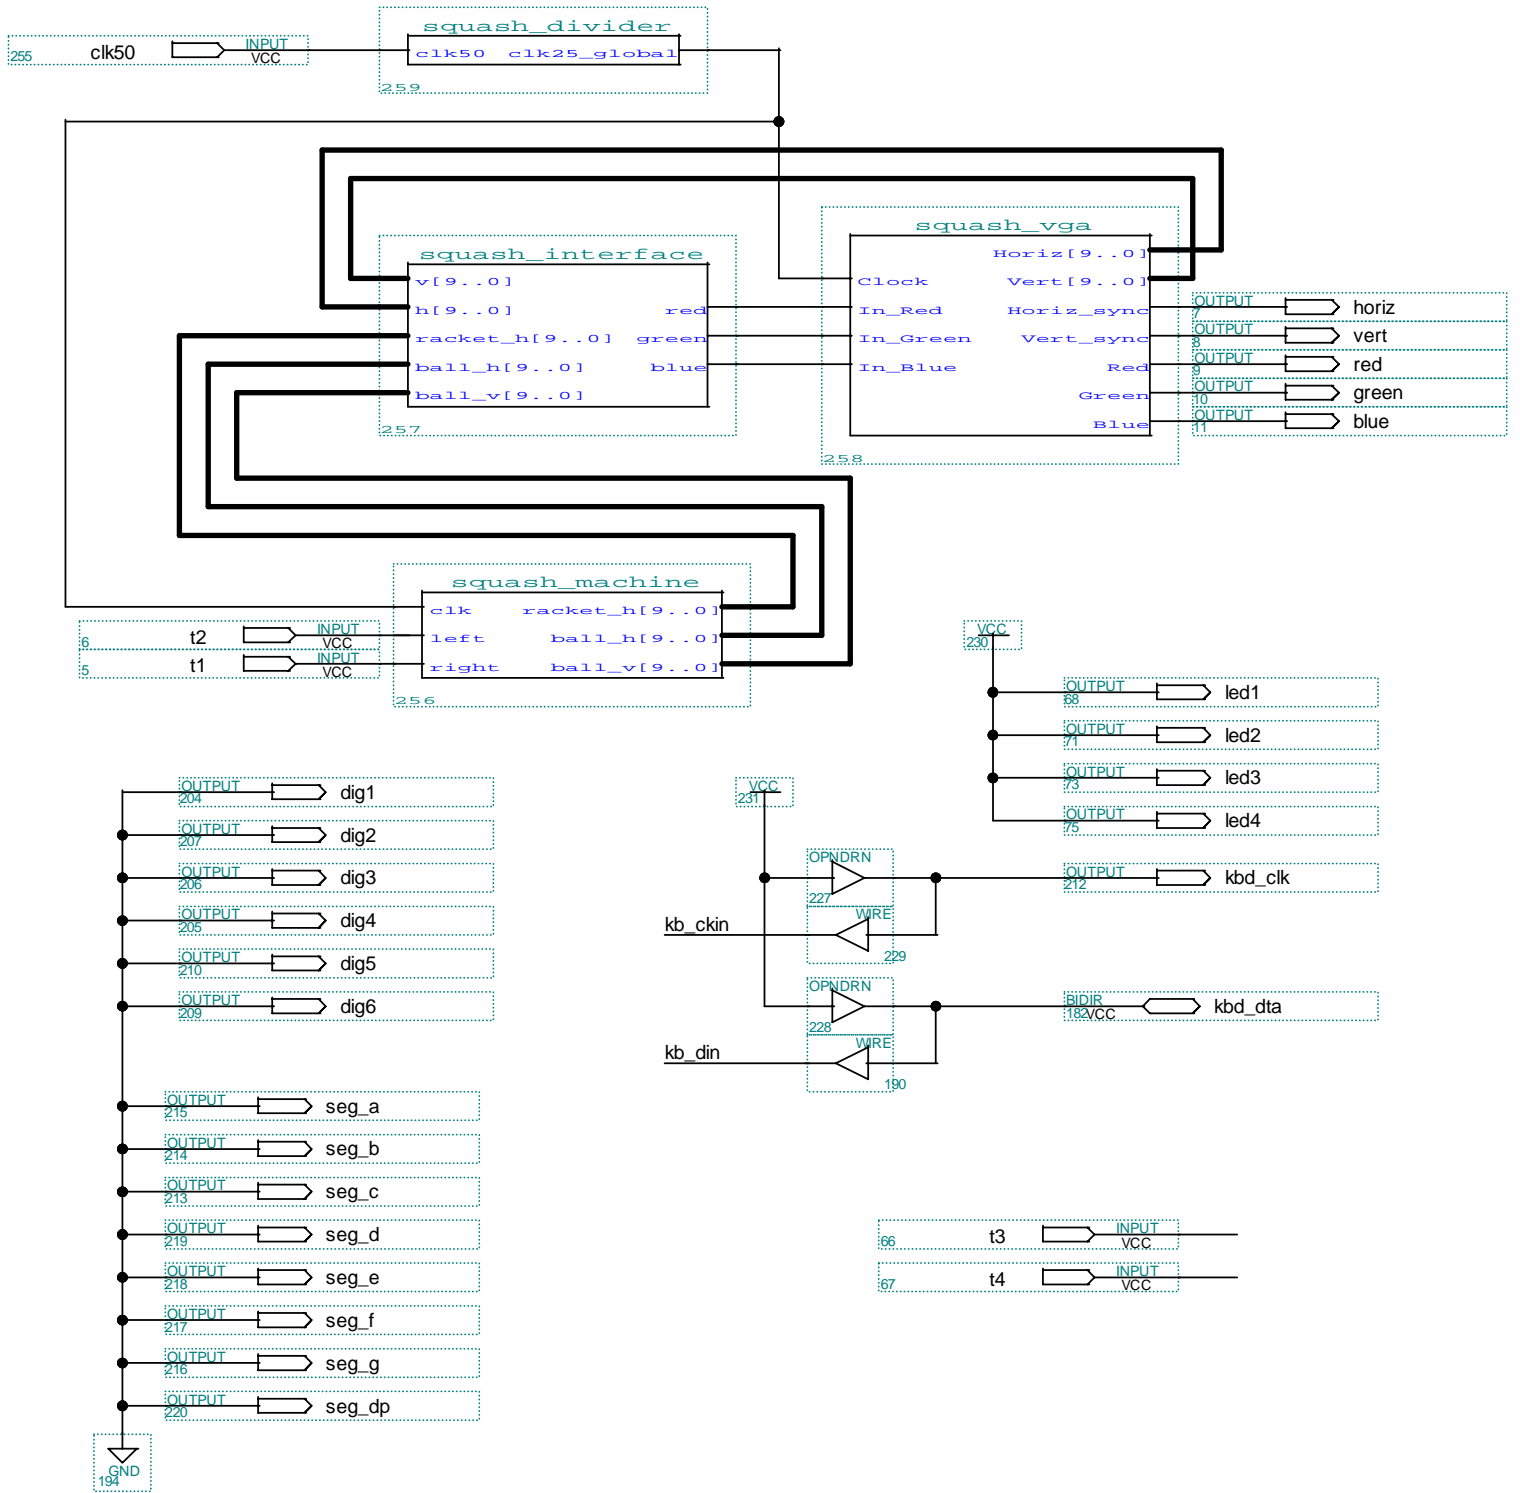 squash_divider
255 clk50 INPUT VCC
clk50 clk25_global
259
squash_vga
squash_interface
Horiz[9..0]
v[9..0]
Clock Vert[9..0]
h[9..0] red
In_Red Horiz_sync
OUTPUT 7 horiz
racket_h[9..0] green
In_Green Vert_sync
OUTPUT 8 vert
ball_h[9..0] blue
In_Blue Red
OUTPUT 9 red
ball_v[9..0]
Green
OUTPUT 10 green
Blue
OUTPUT 11 blue
257
258
squash_machine
clk racket_h[9..0]
6 t2 INPUT VCC
left ball_h[9..0]
5 t1 INPUT VCC
right ball_v[9..0]
256
VCC
230
OUTPUT 68 led1
OUTPUT 71 led2
OUTPUT 73 led3
OUTPUT 75 led4
OUTPUT 204 dig1
OUTPUT 207 dig2
OUTPUT 206 dig3
OUTPUT 205 dig4
OUTPUT 210 dig5
OUTPUT 209 dig6
VCC
231
OPNDRN
227
OUTPUT 212 kbd_clk
WIRE
kb_ckin
229
OPNDRN
228
BIDIR 182 VCC kbd_dta
WIRE
kb_din
190
OUTPUT 215 seg_a
OUTPUT 214 seg_b
OUTPUT 213 seg_c
OUTPUT 219 seg_d
OUTPUT 218 seg_e
OUTPUT 217 seg_f
OUTPUT 216 seg_g
OUTPUT 220 seg_dp
66 t3 INPUT VCC
67 t4 INPUT VCC
GND
194